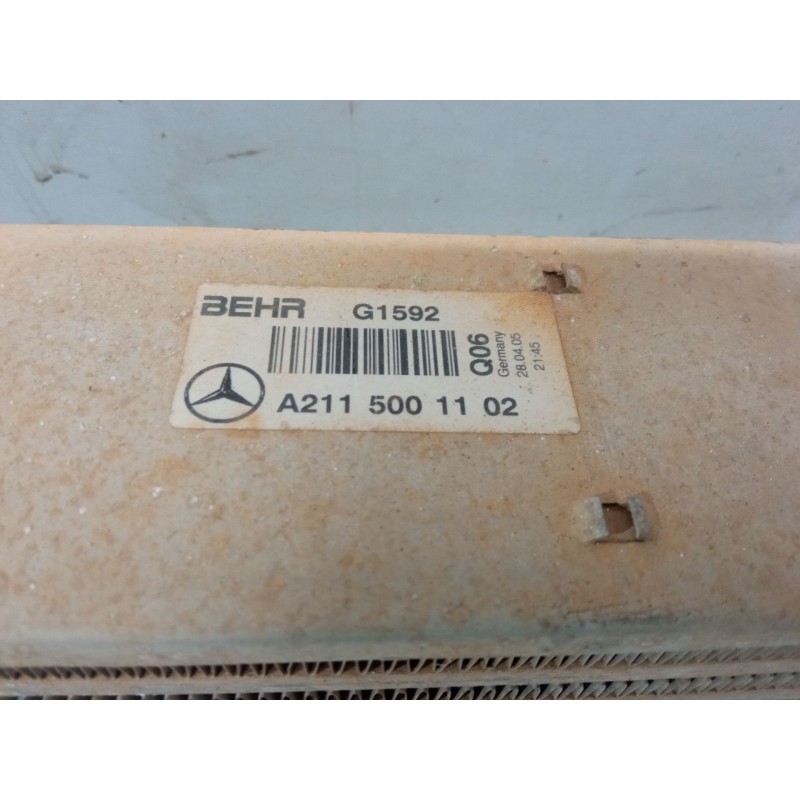 BEHR G1592
A211 500 11 02
Q06
Germany
28.04.05
21:45